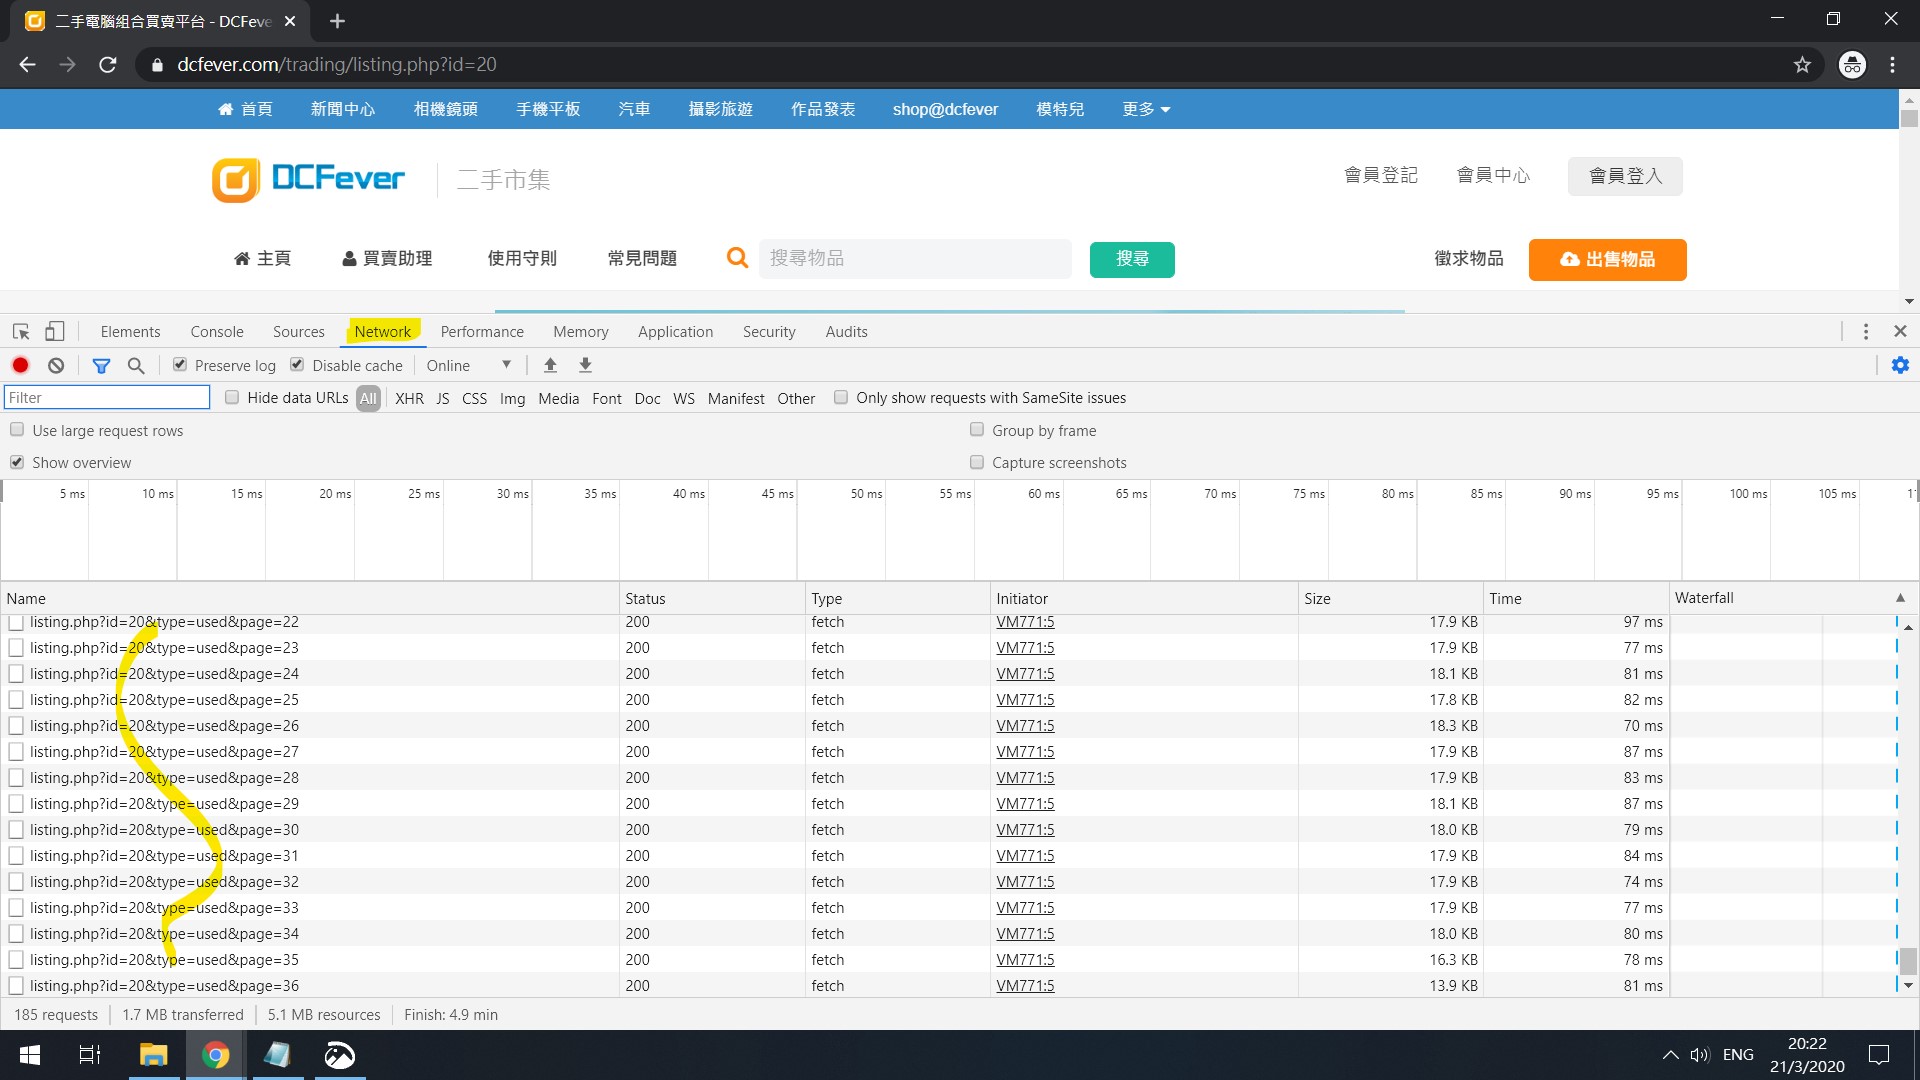 二手電腦組合買賣平台 - DCFeve
dcfever.com/trading/listing.php?id=20
首頁 新聞中心 相機鏡頭 手機平板 汽車 攝影旅遊 作品發表 shop@dcfever 模特兒 更多
DCFever 二手市集 會員登記 會員中心 會員登入
主頁 買賣助理 使用守則 常見問題 搜尋物品 搜尋 徵求物品 出售物品
Elements Console Sources Network Performance Memory Application Security Audits
Preserve log Disable cache Online
Filter Hide data URLs All XHR JS CSS Img Media Font Doc WS Manifest Other Only show requests with SameSite issues
Use large request rows Group by frame
Show overview Capture screenshots
5 ms 10 ms 15 ms 20 ms 25 ms 30 ms 35 ms 40 ms 45 ms 50 ms 55 ms 60 ms 65 ms 70 ms 75 ms 80 ms 85 ms 90 ms 95 ms 100 ms 105 ms
Name Status Type Initiator Size Time Waterfall
listing.php?id=20&type=used&page=22 200 fetch VM771:5 17.9 KB 97 ms
listing.php?id=20&type=used&page=23 200 fetch VM771:5 17.9 KB 77 ms
listing.php?id=20&type=used&page=24 200 fetch VM771:5 18.1 KB 81 ms
listing.php?id=20&type=used&page=25 200 fetch VM771:5 17.8 KB 82 ms
listing.php?id=20&type=used&page=26 200 fetch VM771:5 18.3 KB 70 ms
listing.php?id=20&type=used&page=27 200 fetch VM771:5 17.9 KB 87 ms
listing.php?id=20&type=used&page=28 200 fetch VM771:5 17.9 KB 83 ms
listing.php?id=20&type=used&page=29 200 fetch VM771:5 18.1 KB 87 ms
listing.php?id=20&type=used&page=30 200 fetch VM771:5 18.0 KB 79 ms
listing.php?id=20&type=used&page=31 200 fetch VM771:5 17.9 KB 84 ms
listing.php?id=20&type=used&page=32 200 fetch VM771:5 17.9 KB 74 ms
listing.php?id=20&type=used&page=33 200 fetch VM771:5 17.9 KB 77 ms
listing.php?id=20&type=used&page=34 200 fetch VM771:5 18.0 KB 80 ms
listing.php?id=20&type=used&page=35 200 fetch VM771:5 16.3 KB 78 ms
listing.php?id=20&type=used&page=36 200 fetch VM771:5 13.9 KB 81 ms
185 requests 1.7 MB transferred 5.1 MB resources Finish: 4.9 min
ENG 20:22
21/3/2020